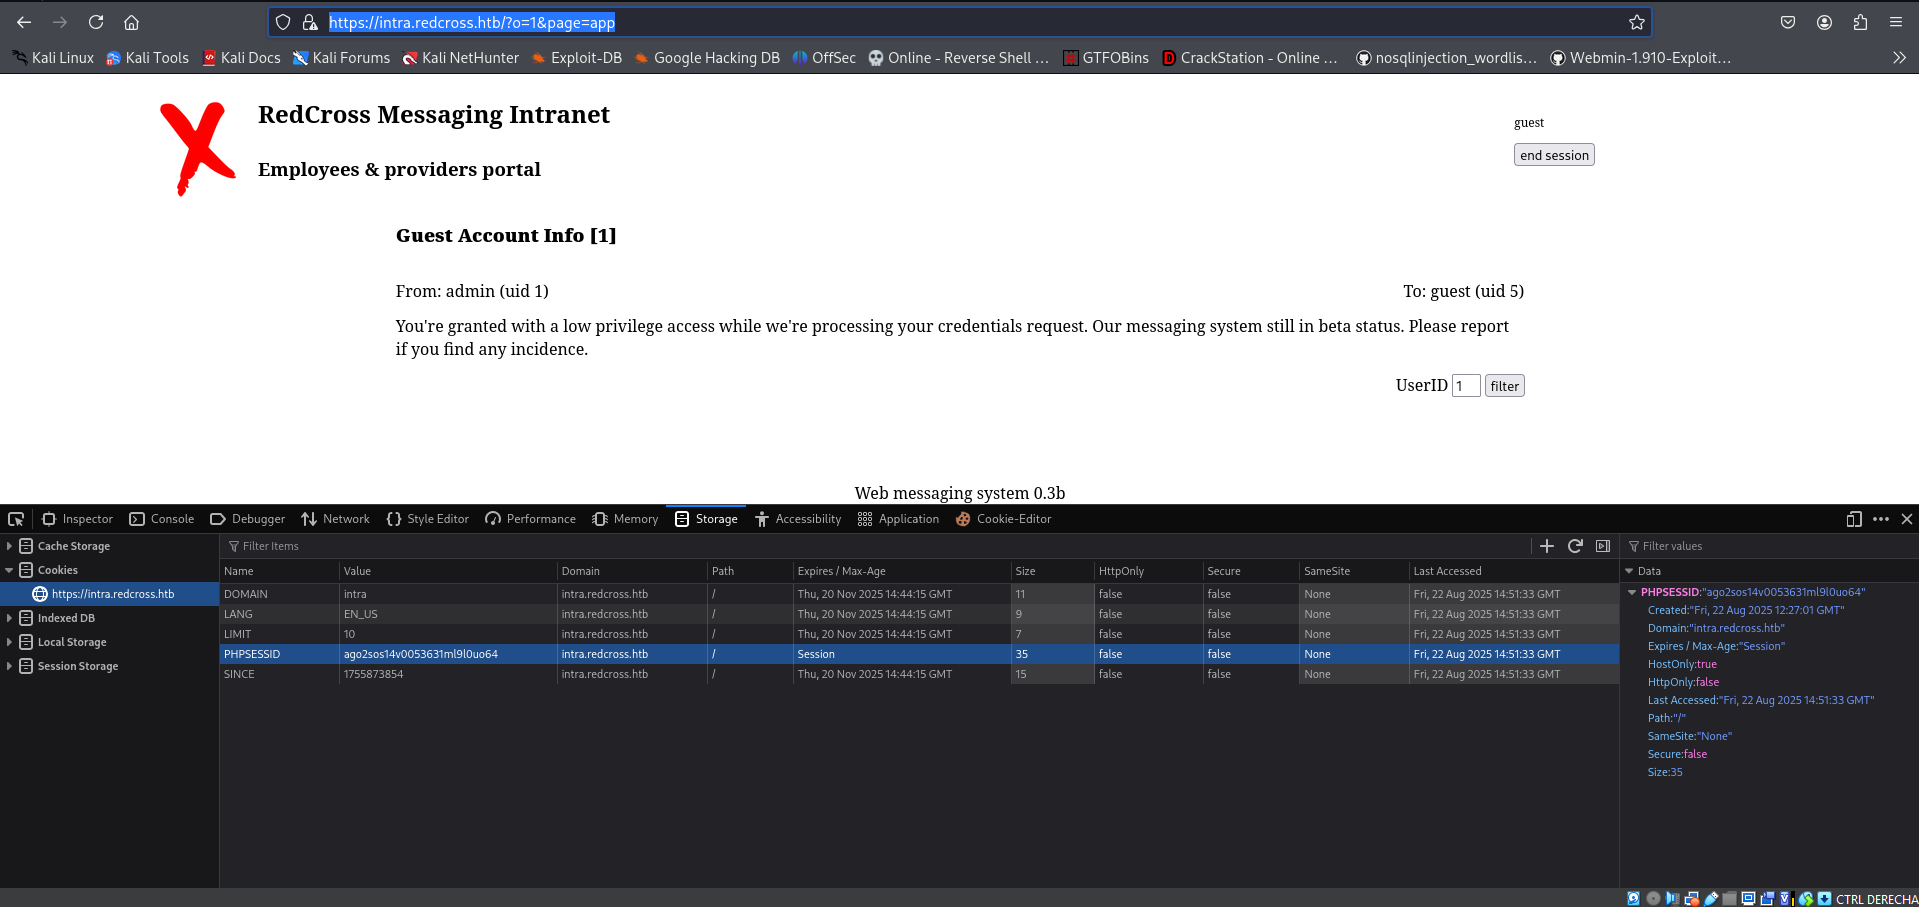 https://intra.redcross.htb/?o=1&page=app
Kali Linux Kali Tools Kali Docs Kali Forums Kali NetHunter Exploit-DB Google Hacking DB OffSec Online - Reverse Shell … GTFOBins CrackStation - Online … nosqlinjection_wordlis… Webmin-1.910-Exploit…
RedCross Messaging Intranet
guest
end session
Employees & providers portal
Guest Account Info [1]
From: admin (uid 1) To: guest (uid 5)
You're granted with a low privilege access while we're processing your credentials request. Our messaging system still in beta status. Please report
if you find any incidence.
UserID 1 filter
Web messaging system 0.3b
Inspector Console Debugger Network Style Editor Performance Memory Storage Accessibility Application Cookie-Editor
Cache Storage
Cookies
https://intra.redcross.htb
Indexed DB
Local Storage
Session Storage
Filter Items
Name Value Domain Path Expires / Max-Age Size HttpOnly Secure SameSite Last Accessed
DOMAIN intra intra.redcross.htb / Thu, 20 Nov 2025 14:44:15 GMT 11 false false None Fri, 22 Aug 2025 14:51:33 GMT
LANG EN_US intra.redcross.htb / Thu, 20 Nov 2025 14:44:15 GMT 9 false false None Fri, 22 Aug 2025 14:51:33 GMT
LIMIT 10 intra.redcross.htb / Thu, 20 Nov 2025 14:44:15 GMT 7 false false None Fri, 22 Aug 2025 14:51:33 GMT
PHPSESSID ago2sos14v0053631ml9l0uo64 intra.redcross.htb / Session 35 false false None Fri, 22 Aug 2025 14:51:33 GMT
SINCE 1755873854 intra.redcross.htb / Thu, 20 Nov 2025 14:44:15 GMT 15 false false None Fri, 22 Aug 2025 14:51:33 GMT
Filter values
Data
PHPSESSID:"ago2sos14v0053631ml9l0uo64"
Created:"Fri, 22 Aug 2025 12:27:01 GMT"
Domain:"intra.redcross.htb"
Expires / Max-Age:"Session"
HostOnly:true
HttpOnly:false
Last Accessed:"Fri, 22 Aug 2025 14:51:33 GMT"
Path:"/"
SameSite:"None"
Secure:false
Size:35
CTRL DERECHA